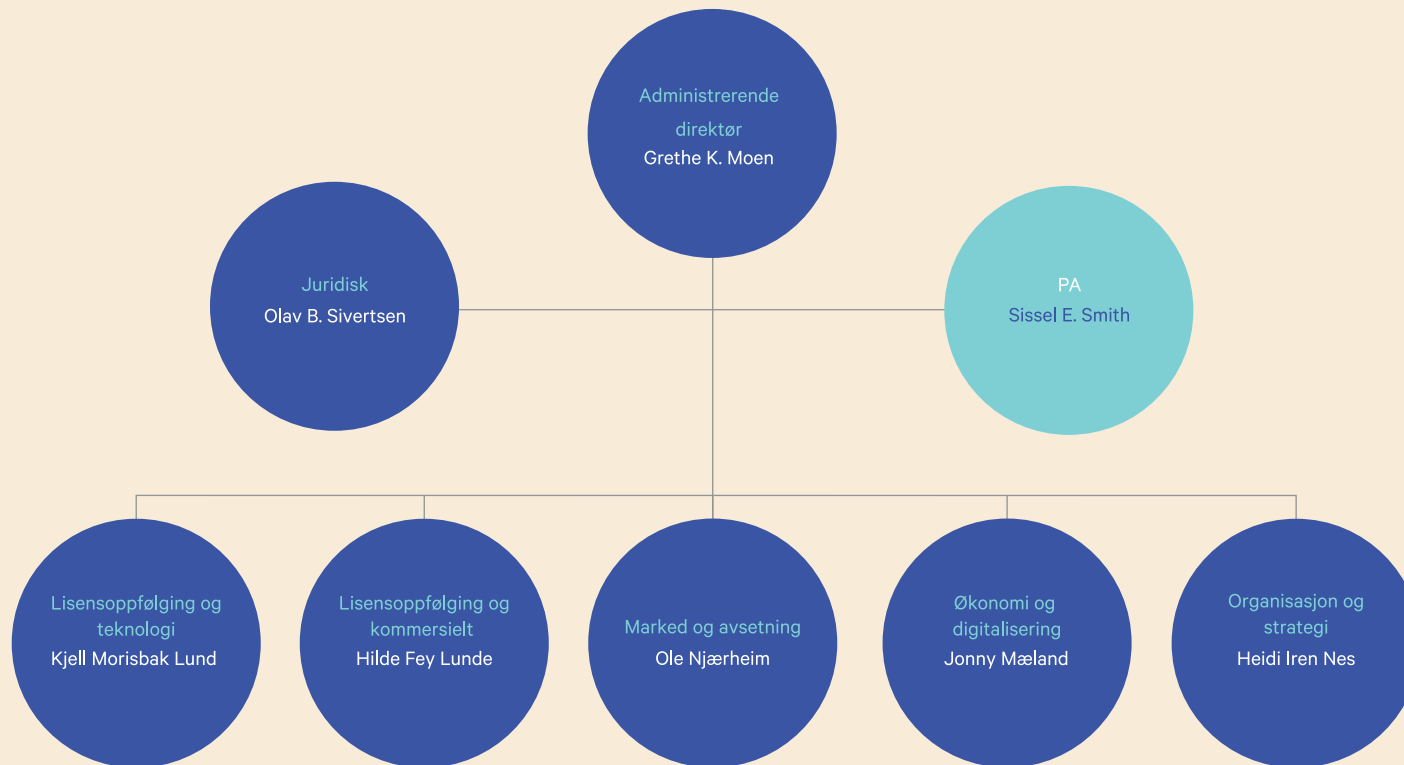 Administrerende
direktør
Grethe K. Moen
Juridisk
Olav B. Sivertsen
PA
Sissel E. Smith
Lisensoppfølging og
teknologi
Kjell Morisbak Lund
Lisensoppfølging og
kommersielt
Hilde Fey Lunde
Marked og avsetning
Ole Njærheim
Økonomi og
digitalisering
Jonny Mæland
Organisasjon og
strategi
Heidi Iren Nes